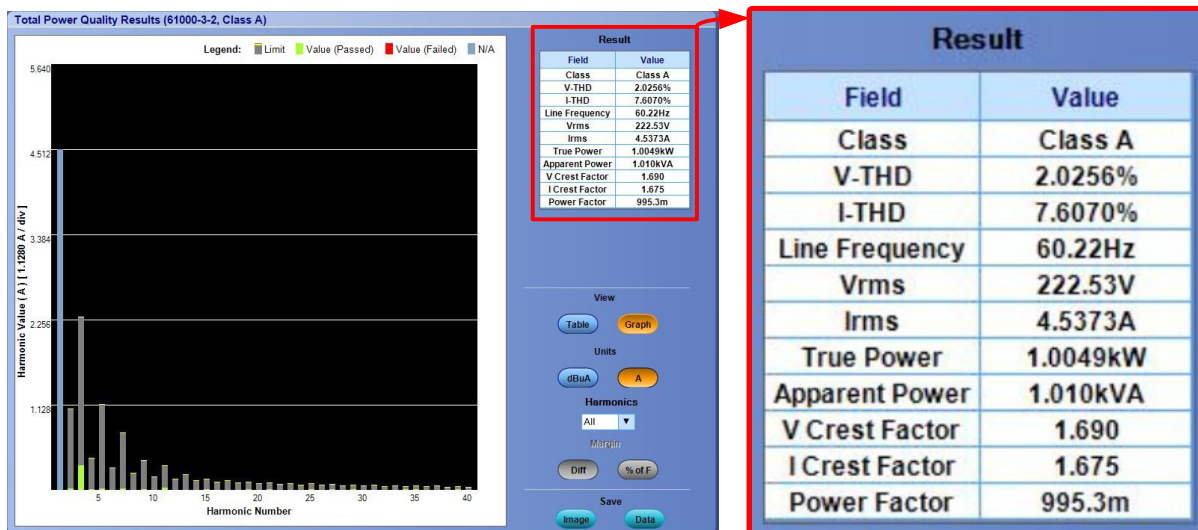 Total Power Quality Results (61000-3-2, Class A)
Legend: Limit Value (Passed) Value (Failed) N/A
5.640
4.512
3.384
2.256
1.128
Harmonic Value ( A ) [ 1.1280 A / div ]
5 10 15 20 25 30 35 40
Harmonic Number
Result
Field Value
Class Class A
V-THD 2.0256%
I-THD 7.6070%
Line Frequency 60.22Hz
Vrms 222.53V
Irms 4.5373A
True Power 1.0049kW
Apparent Power 1.010kVA
V Crest Factor 1.690
I Crest Factor 1.675
Power Factor 995.3m
View
Table Graph
Units
dBuA A
Harmonics
All
Margin
Diff % of F
Save
Image Data
Result
Field Value
Class Class A
V-THD 2.0256%
I-THD 7.6070%
Line Frequency 60.22Hz
Vrms 222.53V
Irms 4.5373A
True Power 1.0049kW
Apparent Power 1.010kVA
V Crest Factor 1.690
I Crest Factor 1.675
Power Factor 995.3m